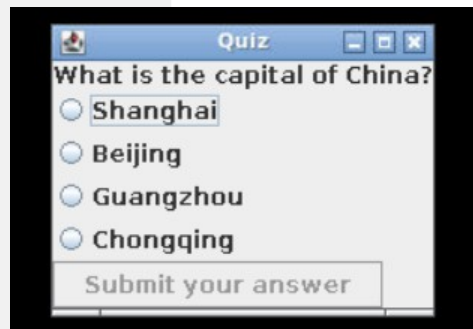 Quiz
What is the capital of China?
Shanghai
Beijing
Guangzhou
Chongqing
Submit your answer